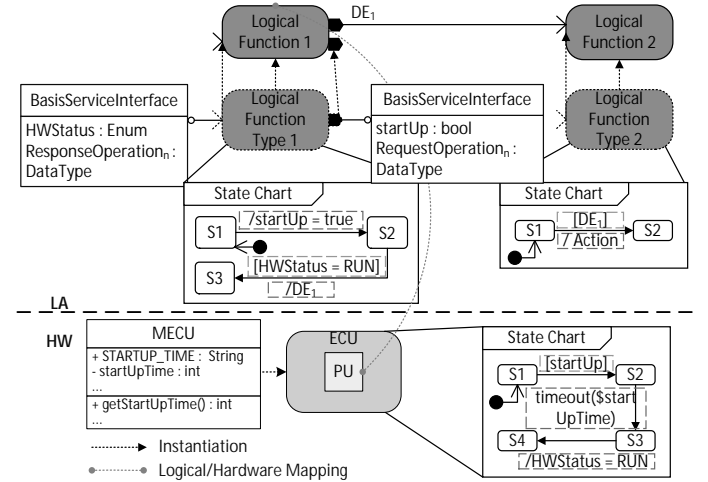 Logical
Function 1
DE₁
Logical
Function 2
BasisServiceInterface
HWStatus : Enum
ResponseOperationₙ :
DataType
Logical
Function
Type 1
BasisServiceInterface
startUp : bool
RequestOperationₙ :
DataType
Logical
Function
Type 2
State Chart
/startUp = true
S1
S2
[HWStatus = RUN]
S3
/DE₁
State Chart
[DE₁]
S1
S2
/ Action
LA
HW
MECU
+ STARTUP_TIME : String
- startUpTime : int
...
+ getStartUpTime() : int
...
ECU
PU
State Chart
[startUp]
S1
S2
timeout($start
UpTime)
S4
S3
/HWStatus = RUN
Instantiation
Logical/Hardware Mapping